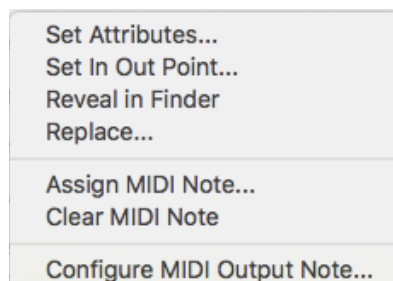 Set Attributes...
Set In Out Point...
Reveal in Finder
Replace...
Assign MIDI Note...
Clear MIDI Note
Configure MIDI Output Note...